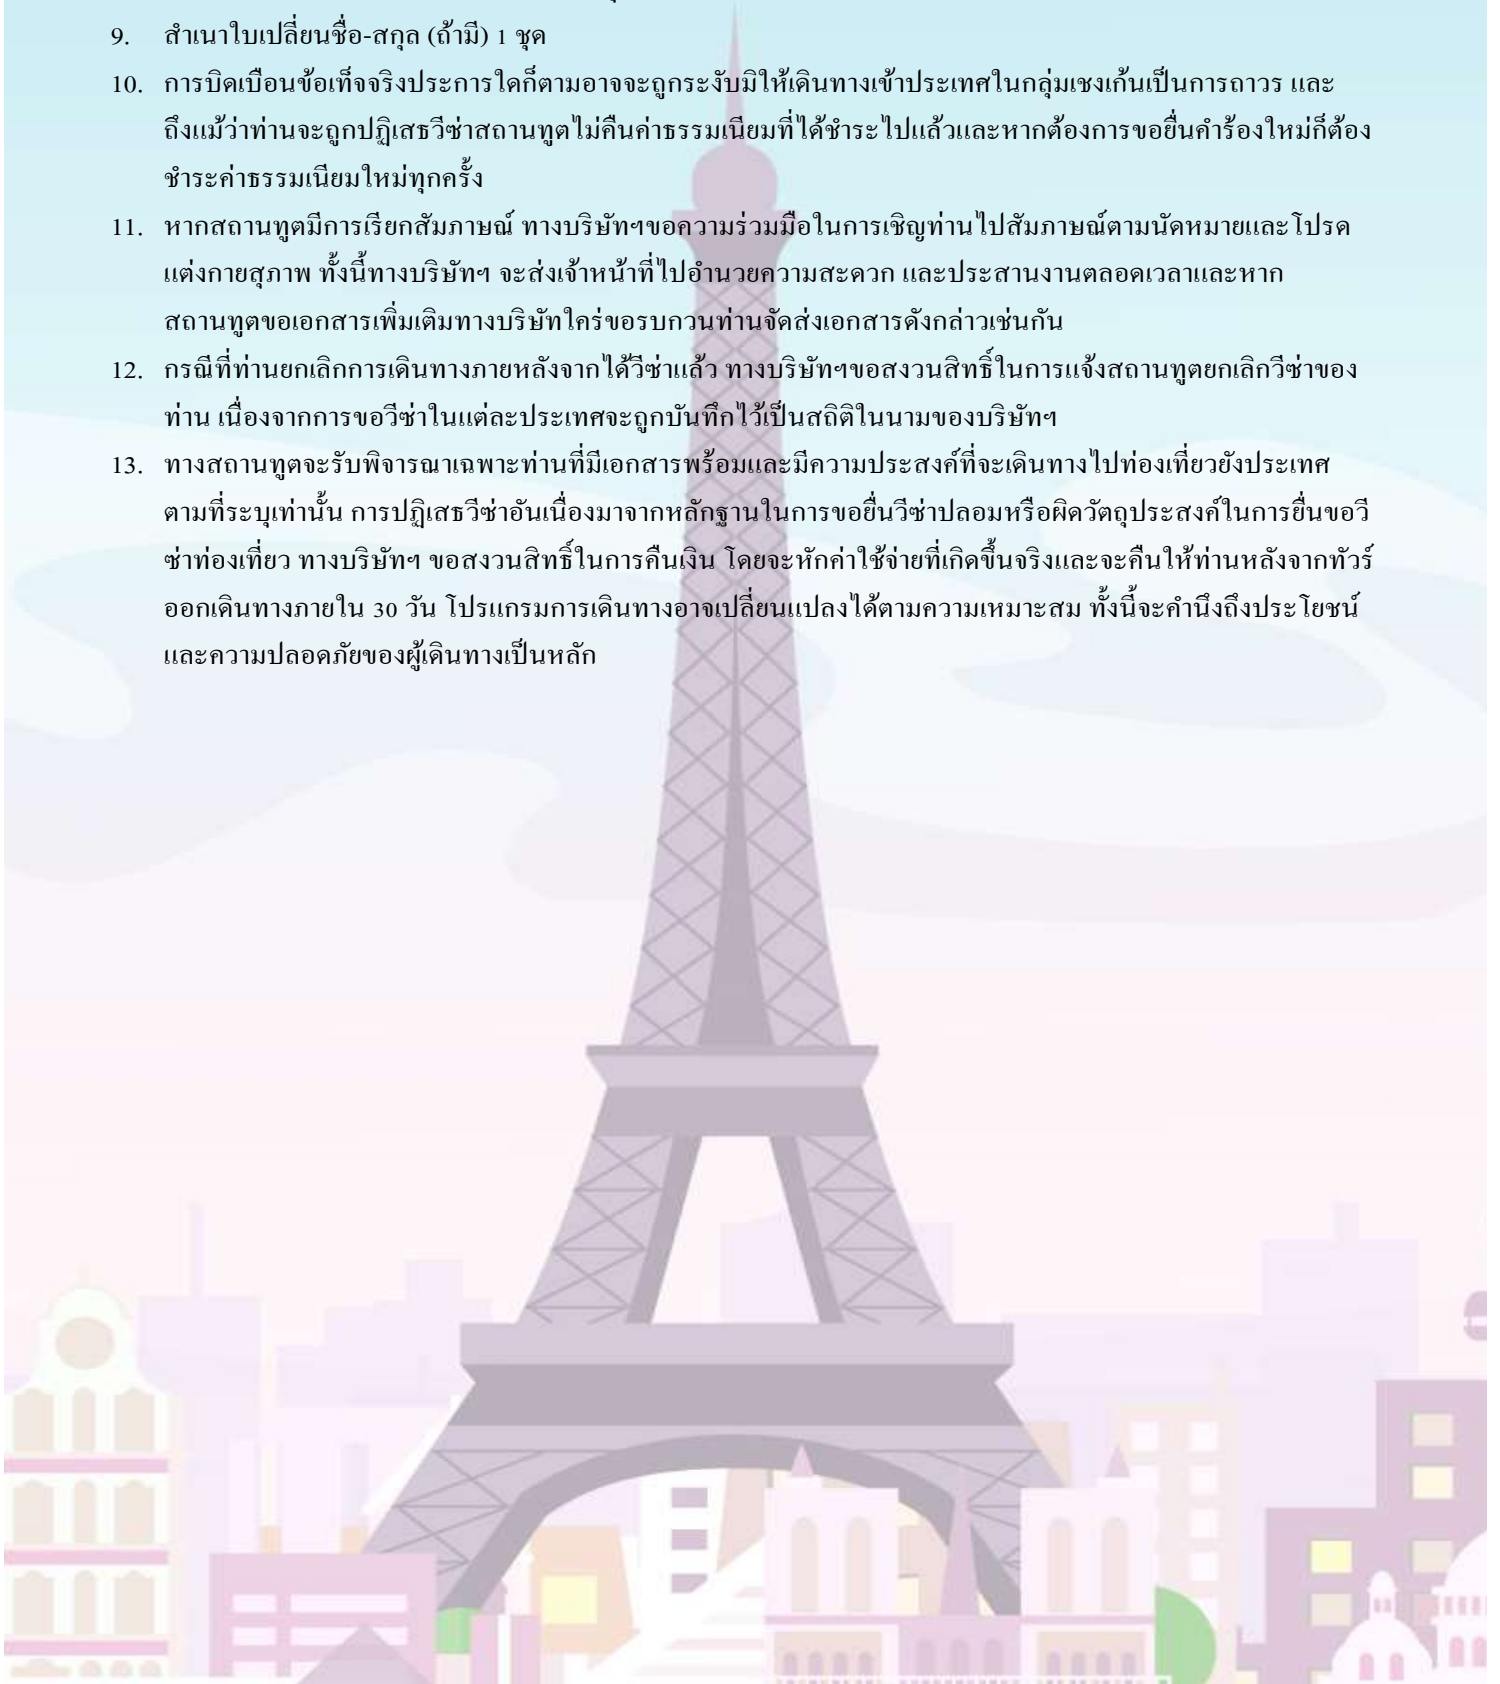 9. สำเนาใบเปลี่ยนชื่อ-สกุล (ถ้ามี) 1 ชุด
10. การบิดเบือนข้อเท็จจริงประการใดก็ตามอาจจะถูกระงับมิให้เดินทางเข้าประเทศในกลุ่มเชงเก้นเป็นการถาวร และ
ถึงแม้ว่าท่านจะถูกปฏิเสธวีซ่าสถานทูตไม่คืนค่าธรรมเนียมที่ได้ชำระไปแล้วและหากต้องการขอยื่นคำร้องใหม่ก็ต้อง
ชำระค่าธรรมเนียมใหม่ทุกครั้ง
11. หากสถานทูตมีการเรียกสัมภาษณ์ ทางบริษัทฯขอความร่วมมือในการเชิญท่านไปสัมภาษณ์ตามนัดหมายและโปรด
แต่งกายสุภาพ ทั้งนี้ทางบริษัทฯ จะส่งเจ้าหน้าที่ไปอำนวยความสะดวก และประสานงานตลอดเวลาและหาก
สถานทูตขอเอกสารเพิ่มเติมทางบริษัทใคร่ขอรบกวนท่านจัดส่งเอกสารดังกล่าวเช่นกัน
12. กรณีที่ท่านยกเลิกการเดินทางภายหลังจากได้วีซ่าแล้ว ทางบริษัทฯขอสงวนสิทธิ์ในการแจ้งสถานทูตยกเลิกวีซ่าของ
ท่าน เนื่องจากการขอวีซ่าในแต่ละประเทศจะถูกบันทึกไว้เป็นสถิติในนามของบริษัทฯ
13. ทางสถานทูตจะรับพิจารณาเฉพาะท่านที่มีเอกสารพร้อมและมีความประสงค์ที่จะเดินทางไปท่องเที่ยวยังประเทศ
ตามที่ระบุเท่านั้น การปฏิเสธวีซ่าอันเนื่องมาจากหลักฐานในการขอยื่นวีซ่าปลอมหรือผิดวัตถุประสงค์ในการยื่นขอวี
ซ่าท่องเที่ยว ทางบริษัทฯ ขอสงวนสิทธิ์ในการคืนเงิน โดยจะหักค่าใช้จ่ายที่เกิดขึ้นจริงและจะคืนให้ท่านหลังจากทัวร์
ออกเดินทางภายใน 30 วัน โปรแกรมการเดินทางอาจเปลี่ยนแปลงได้ตามความเหมาะสม ทั้งนี้จะคำนึงถึงประโยชน์
และความปลอดภัยของผู้เดินทางเป็นหลัก